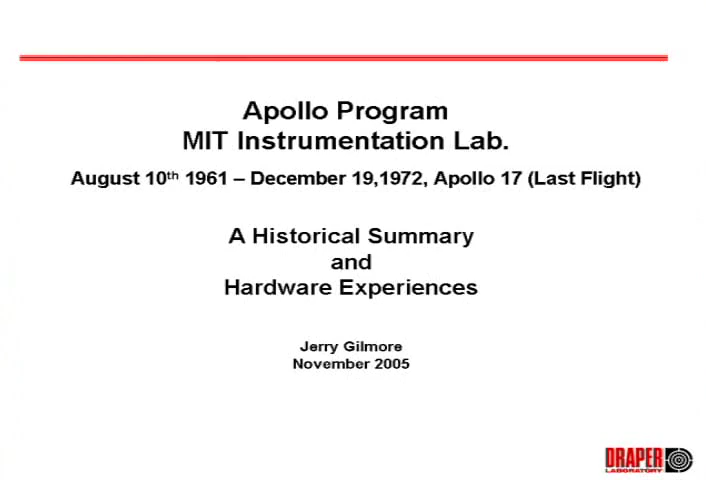 Apollo Program
MIT Instrumentation Lab.
August 10th 1961 – December 19,1972, Apollo 17 (Last Flight)
A Historical Summary
and
Hardware Experiences
Jerry Gilmore
November 2005
DRAPER
LABORATORY